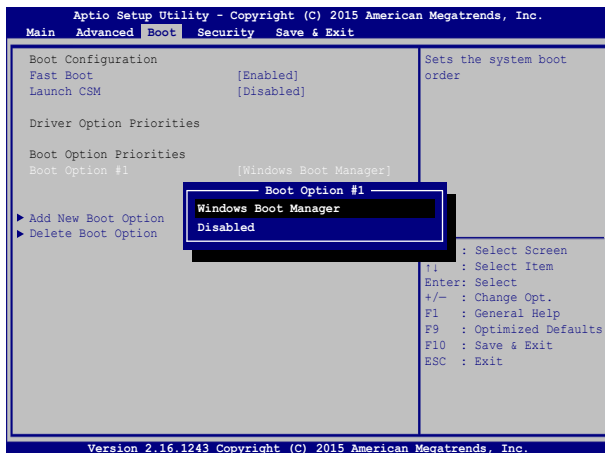 Aptio Setup Utility - Copyright (C) 2015 American Megatrends, Inc.
Main Advanced Boot Security Save & Exit
Boot Configuration
Fast Boot [Enabled]
Launch CSM [Disabled]
Driver Option Priorities
Boot Option Priorities
Boot Option #1 [Windows Boot Manager]
Boot Option #1
Windows Boot Manager
Disabled
Add New Boot Option
Delete Boot Option
Sets the system boot
order
: Select Screen
↑↓ : Select Item
Enter: Select
+/— : Change Opt.
F1 : General Help
F9 : Optimized Defaults
F10 : Save & Exit
ESC : Exit
Version 2.16.1243 Copyright (C) 2015 American Megatrends, Inc.